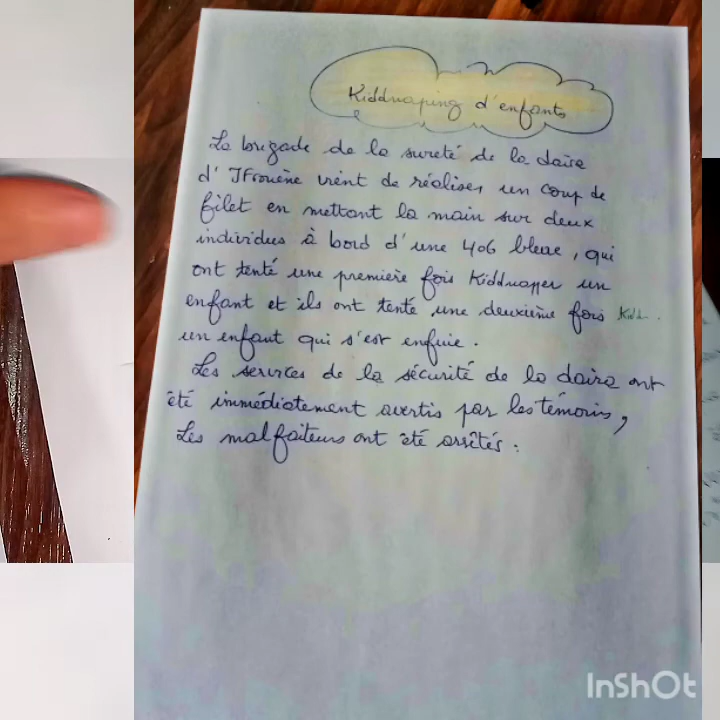 Kiddnaping d'enfants
La brigade de la sureté de la daira
d'Ifrouène vient de réaliser un coup de
filet en mettant la main sur deux
individus à bord d'une 406 bleue, qui
ont tenté une première fois Kiddnapper un
enfant et ils ont tenté une deuxième fois Kidd.
un enfant qui s'est enfuie.
Les services de la sécurité de la daira ont
été immédiatement avertis par les témoins,
Les malfaiteurs ont été arrêtés.
InShOt